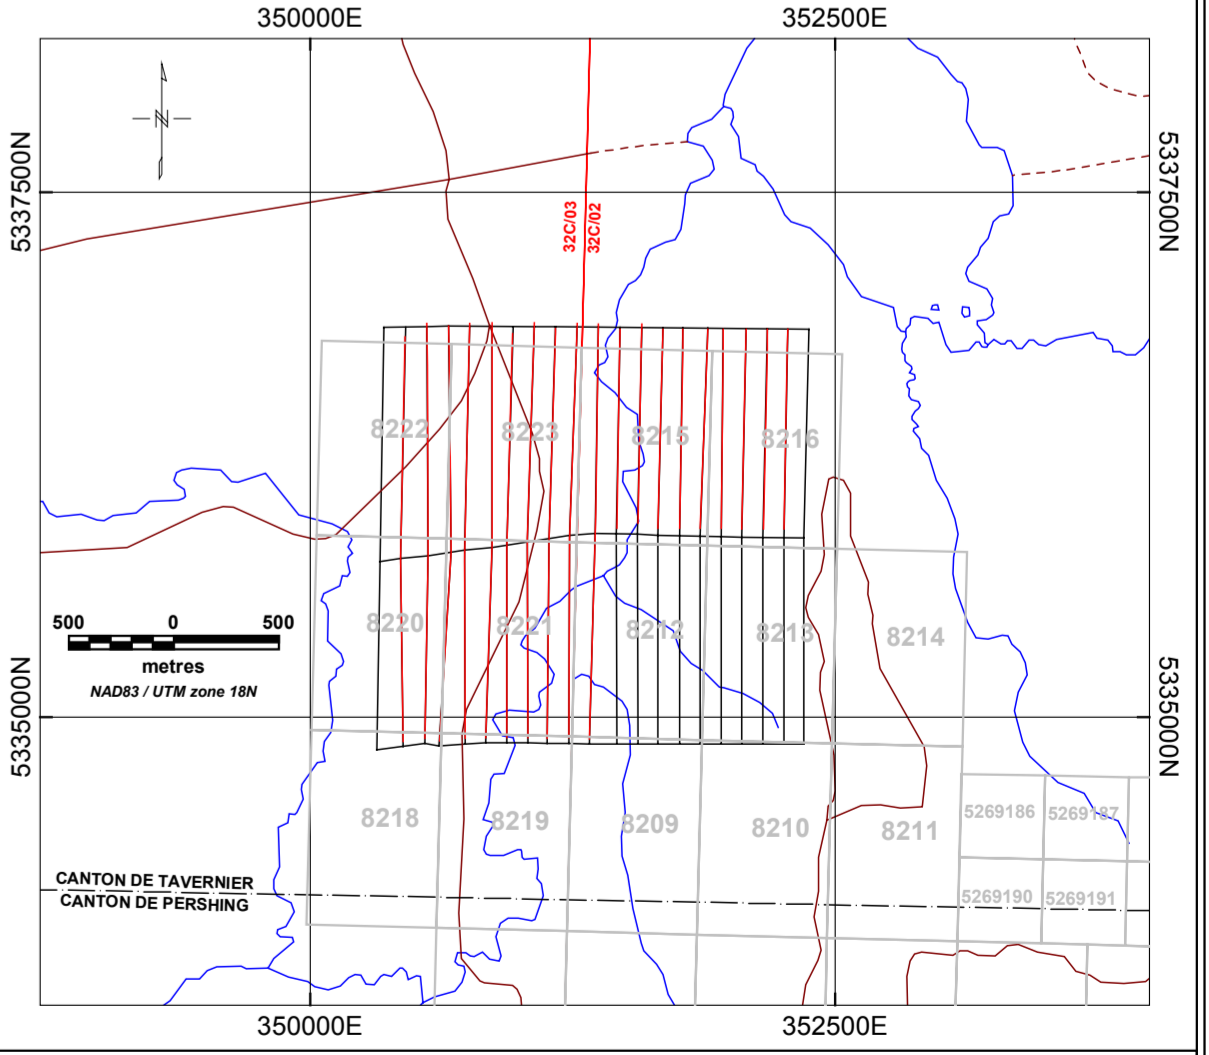 350000E 352500E
N
5337500N 5337500N
32C/03
32C/02
8222 8223 8215 8216
8220 8221 8212 8213 8214
500 0 500
metres
NAD83 / UTM zone 18N
5335000N 5335000N
8218 8219 8209 8210 8211
5269186 5269187
CANTON DE TAVERNIER
CANTON DE PERSHING
5269190 5269191
350000E 352500E